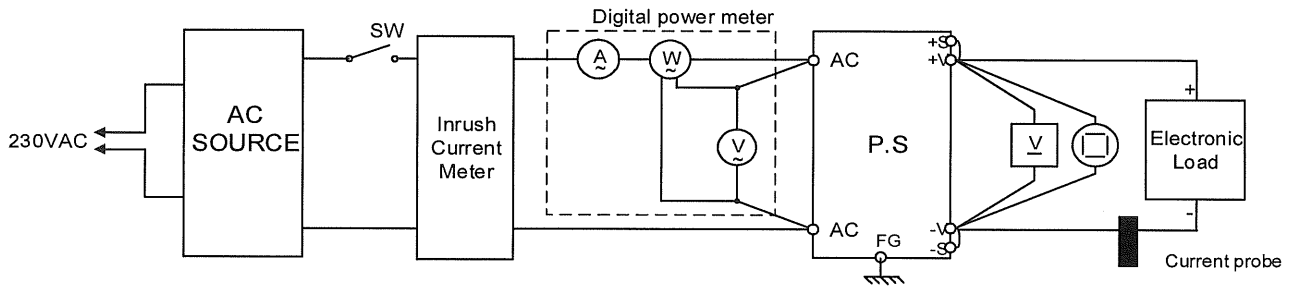 Digital power meter
SW
230VAC
AC
SOURCE
Inrush
Current
Meter
A
~
W
~
V
~
AC
AC
P.S
FG
+S
+V
-V
-S
V
+
Electronic
Load
-
Current probe